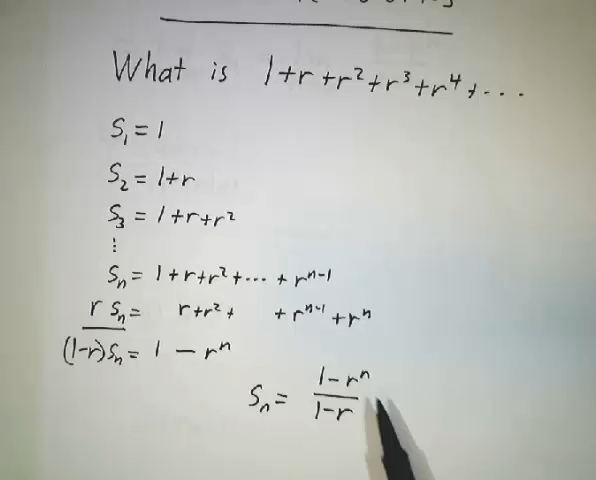 What is 1+r+r²+r³+r⁴+...
S₁ = 1
S₂ = 1+r
S₃ = 1+r+r²
⋮
Sₙ = 1+r+r²+...+rⁿ⁻¹
r Sₙ = r+r²+ +rⁿ⁻¹+rⁿ
(1-r)Sₙ = 1 - rⁿ
Sₙ = (1-rⁿ)/(1-r)